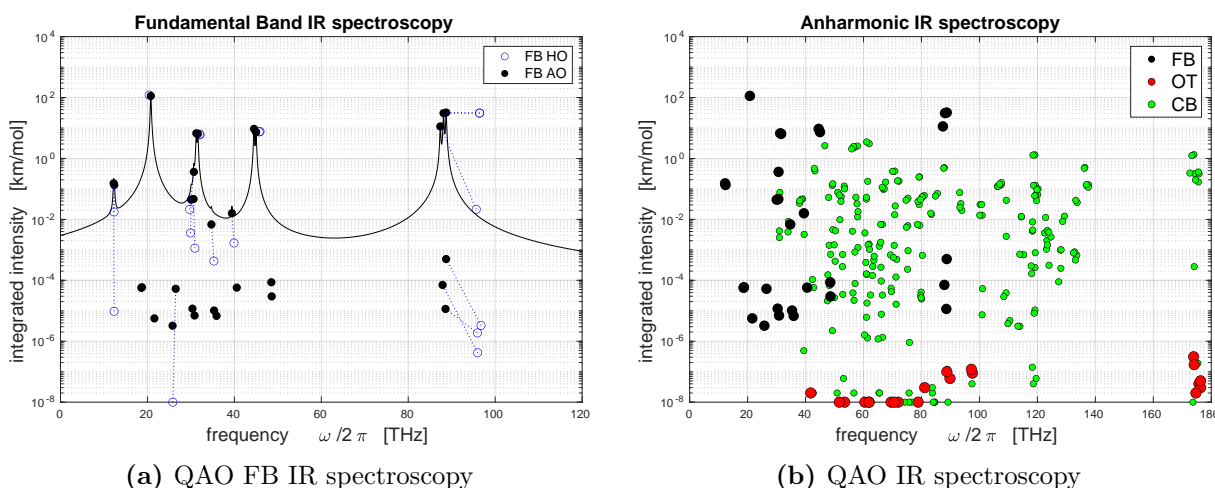 Fundamental Band IR spectroscopy
10^4
10^2
10^0
10^-2
10^-4
10^-6
10^-8
integrated intensity [km/mol]
FB HO
FB AO
0 20 40 60 80 100 120
frequency ω/2 π [THz]
(a) QAO FB IR spectroscopy
Anharmonic IR spectroscopy
10^4
10^2
10^0
10^-2
10^-4
10^-6
10^-8
integrated intensity [km/mol]
FB
OT
CB
0 20 40 60 80 100 120 140 160 180
frequency ω/2 π [THz]
(b) QAO IR spectroscopy